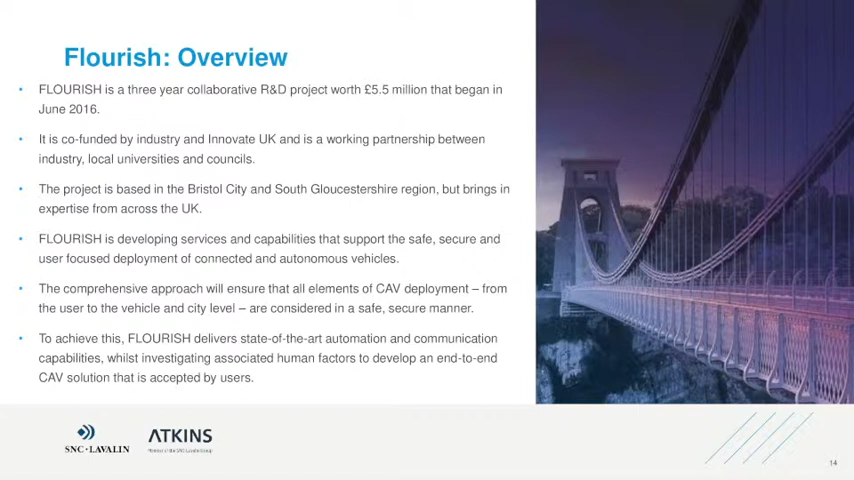 Flourish: Overview
• FLOURISH is a three year collaborative R&D project worth £5.5 million that began in
June 2016.
• It is co-funded by industry and Innovate UK and is a working partnership between
industry, local universities and councils.
• The project is based in the Bristol City and South Gloucestershire region, but brings in
expertise from across the UK.
• FLOURISH is developing services and capabilities that support the safe, secure and
user focused deployment of connected and autonomous vehicles.
• The comprehensive approach will ensure that all elements of CAV deployment – from
the user to the vehicle and city level – are considered in a safe, secure manner.
• To achieve this, FLOURISH delivers state-of-the-art automation and communication
capabilities, whilst investigating associated human factors to develop an end-to-end
CAV solution that is accepted by users.
SNC·LAVALIN
ATKINS
Member of the SNC-Lavalin Group
14